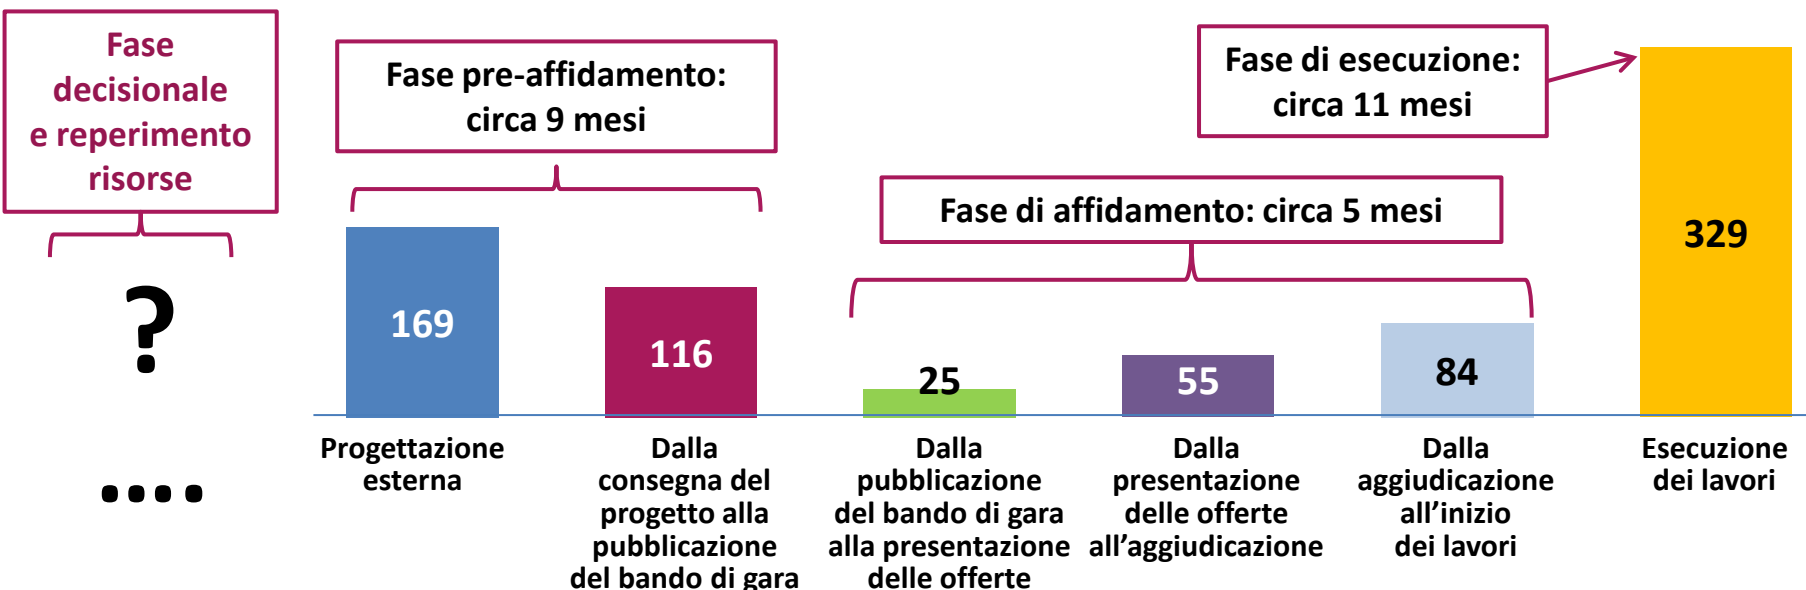 Fase
decisionale
e reperimento
risorse
?
....
Fase pre-affidamento:
circa 9 mesi
Fase di affidamento: circa 5 mesi
Fase di esecuzione:
circa 11 mesi
169
116
25
55
84
329
Progettazione
esterna
Dalla
consegna del
progetto alla
pubblicazione
del bando di gara
Dalla
pubblicazione
del bando di gara
alla presentazione
delle offerte
Dalla
presentazione
delle offerte
all’aggiudicazione
Dalla
aggiudicazione
all’inizio
dei lavori
Esecuzione
dei lavori